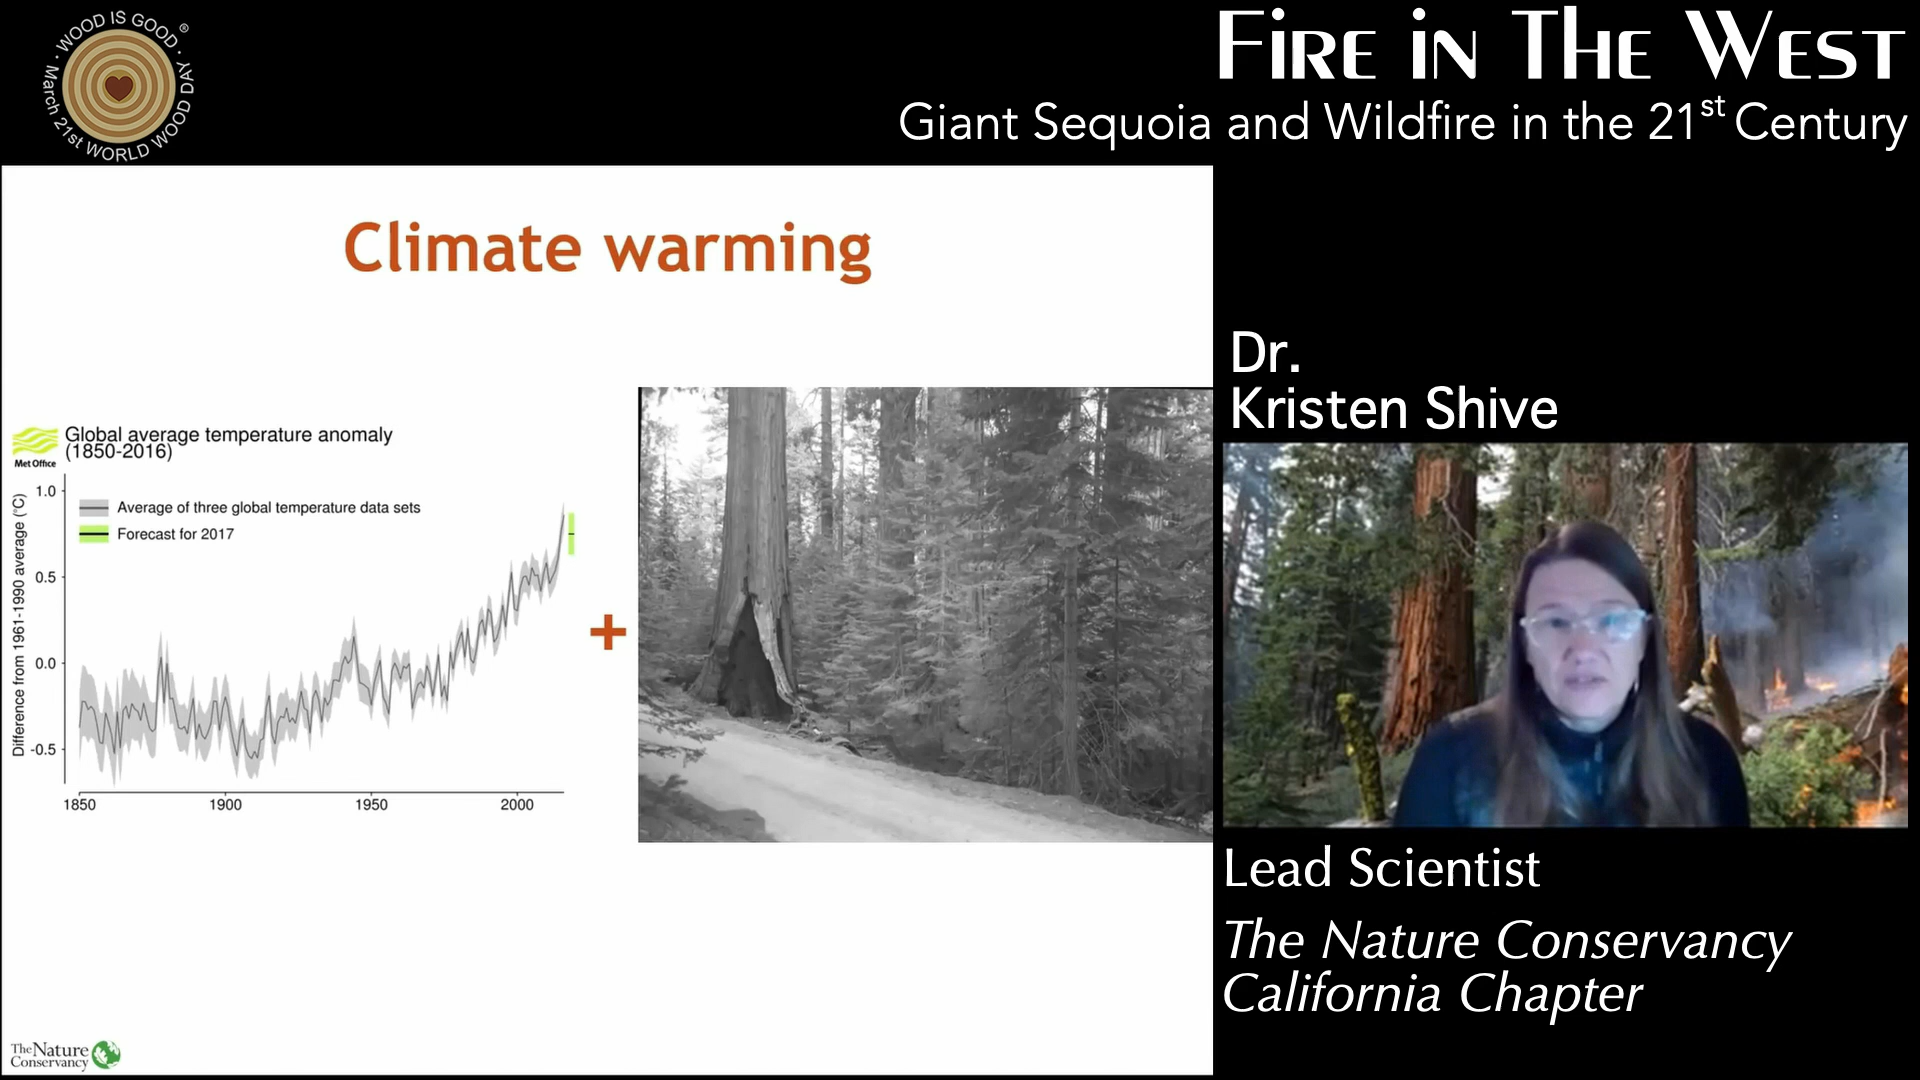 WOOD IS GOOD ®
March 21st WORLD WOOD DAY
FIRE IN THE WEST
Giant Sequoia and Wildfire in the 21st Century
Climate warming
Met Office
Global average temperature anomaly
(1850-2016)
Difference from 1961-1990 average (°C)
1.0
0.5
0.0
-0.5
Average of three global temperature data sets
Forecast for 2017
1850 1900 1950 2000
+
The Nature
Conservancy
Dr.
Kristen Shive
Lead Scientist
The Nature Conservancy
California Chapter